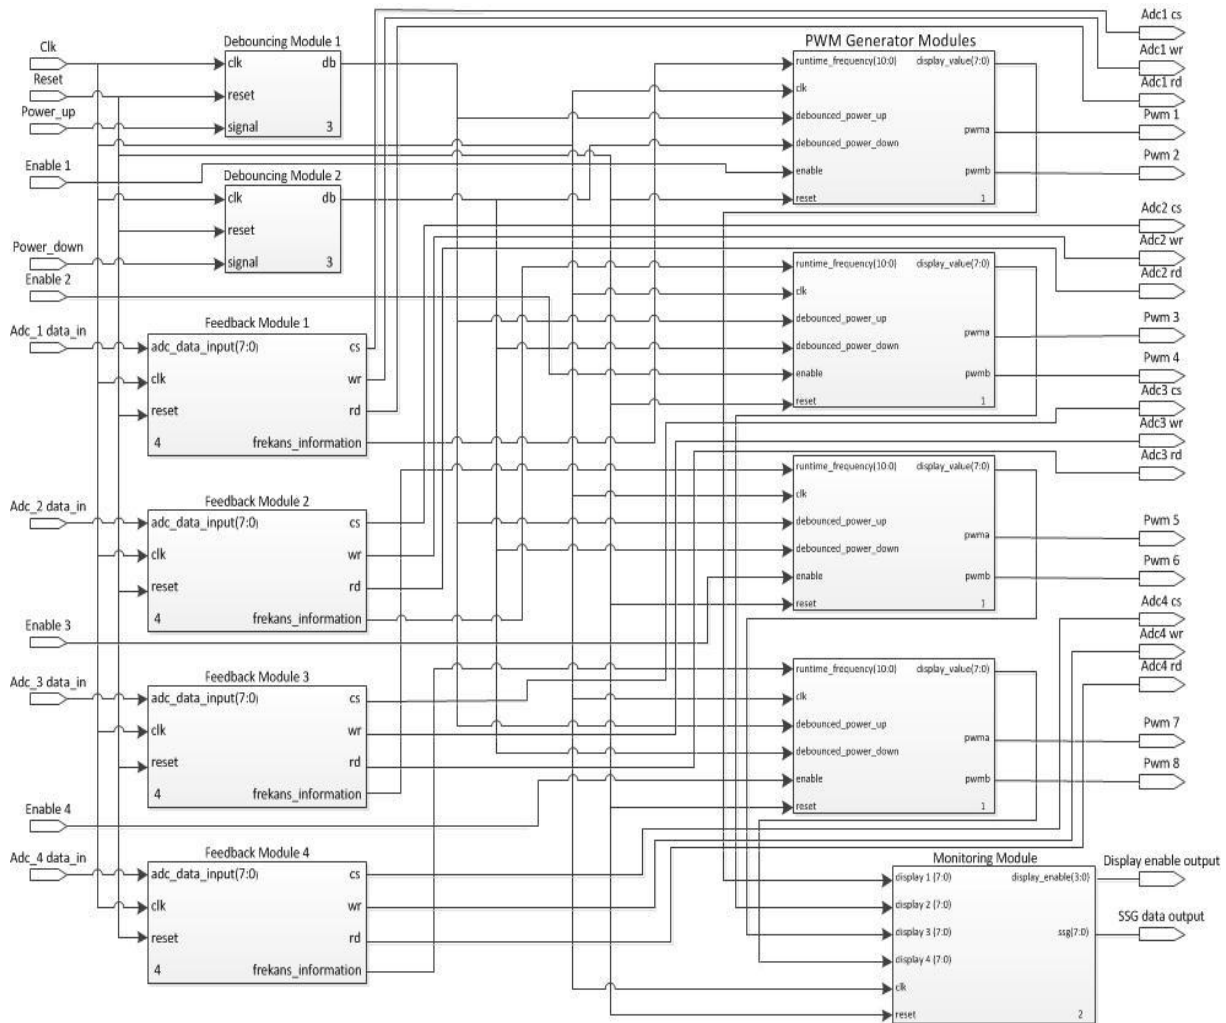 Clk
Reset
Power_up
Enable 1
Power_down
Enable 2
Adc_1 data_in
Adc_2 data_in
Enable 3
Adc_3 data_in
Enable 4
Adc_4 data_in
Debouncing Module 1
clk
db
reset
signal
3
Debouncing Module 2
clk
db
reset
signal
3
Feedback Module 1
adc_data_input(7:0)
cs
clk
wr
reset
rd
4
frekans_information
Feedback Module 2
adc_data_input(7:0)
cs
clk
wr
reset
rd
4
frekans_information
Feedback Module 3
adc_data_input(7:0)
cs
clk
wr
reset
rd
4
frekans_information
Feedback Module 4
adc_data_input(7:0)
cs
clk
wr
reset
rd
4
frekans_information
PWM Generator Modules
runtime_frequency(10:0)
display_value(7:0)
clk
debounced_power_up
pwma
debounced_power_down
enable
pwmb
reset
1
runtime_frequency(10:0)
display_value(7:0)
clk
debounced_power_up
pwma
debounced_power_down
enable
pwmb
reset
1
runtime_frequency(10:0)
display_value(7:0)
clk
debounced_power_up
pwma
debounced_power_down
enable
pwmb
reset
1
runtime_frequency(10:0)
display_value(7:0)
clk
debounced_power_up
pwma
debounced_power_down
enable
pwmb
reset
1
Monitoring Module
display 1 (7:0)
display_enable(3:0)
display 2 (7:0)
display 3 (7:0)
ssg(7:0)
display 4 (7:0)
clk
reset
2
Adc1 cs
Adc1 wr
Adc1 rd
Pwm 1
Pwm 2
Adc2 cs
Adc2 wr
Adc2 rd
Pwm 3
Pwm 4
Adc3 cs
Adc3 wr
Adc3 rd
Pwm 5
Pwm 6
Adc4 cs
Adc4 wr
Adc4 rd
Pwm 7
Pwm 8
Display enable output
SSG data output